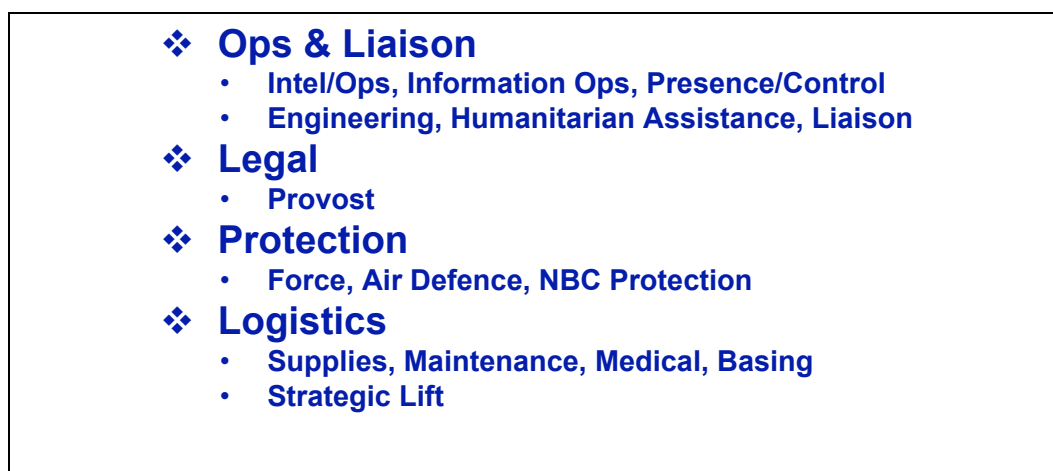 ❖ Ops & Liaison
• Intel/Ops, Information Ops, Presence/Control
• Engineering, Humanitarian Assistance, Liaison
❖ Legal
• Provost
❖ Protection
• Force, Air Defence, NBC Protection
❖ Logistics
• Supplies, Maintenance, Medical, Basing
• Strategic Lift